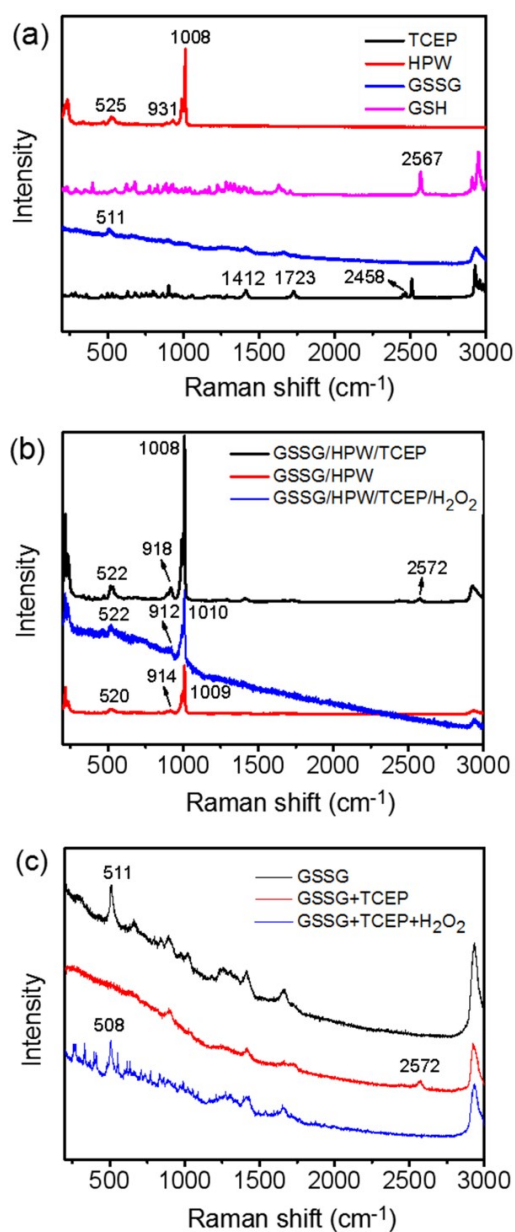 (a)
1008
TCEP
HPW
GSSG
GSH
525
931
2567
511
1412
1723
2458
Intensity
500 1000 1500 2000 2500 3000
Raman shift (cm⁻¹)
(b)
1008
GSSG/HPW/TCEP
GSSG/HPW
GSSG/HPW/TCEP/H₂O₂
918
522
2572
522
912
1010
914
520
1009
Intensity
500 1000 1500 2000 2500 3000
Raman shift (cm⁻¹)
(c)
511
GSSG
GSSG+TCEP
GSSG+TCEP+H₂O₂
508
2572
Intensity
500 1000 1500 2000 2500 3000
Raman shift (cm⁻¹)